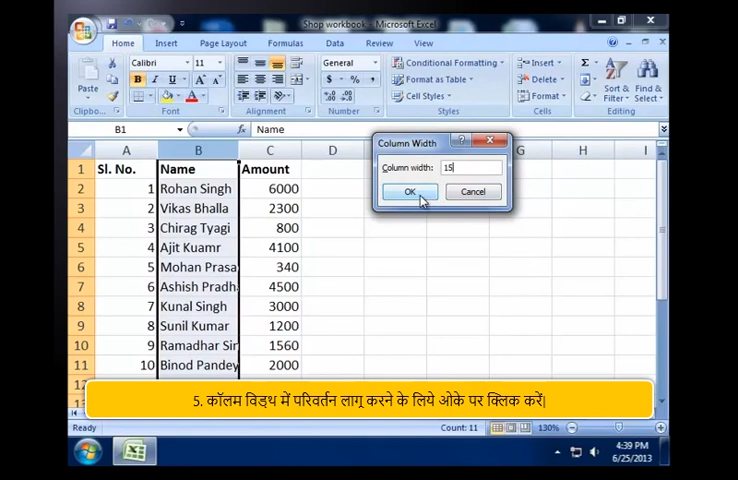 Shop workbook - Microsoft Excel
Home Insert Page Layout Formulas Data Review View
Paste
Calibri 11
General
Conditional Formatting
Format as Table
Cell Styles
Insert
Delete
Format
Sort & Filter
Find & Select
Clipbo... Font Alignment Number Styles Cells Editing
B1 fx Name
A B C D G H I
1 Sl. No. Name Amount
2 1 Rohan Singh 6000
3 2 Vikas Bhalla 2300
4 3 Chirag Tyagi 800
5 4 Ajit Kuamr 4100
6 5 Mohan Prasa 340
7 6 Ashish Pradh 4500
8 7 Kunal Singh 3000
9 8 Sunil Kumar 1200
10 9 Ramadhar Sin 1560
11 10 Binod Pandey 2000
12
Column Width
Column width: 15
OK Cancel
5. कॉलम विड्थ में परिवर्तन लागू करने के लिये ओके पर क्लिक करें|
Ready Count: 11 130%
4:39 PM
6/25/2013